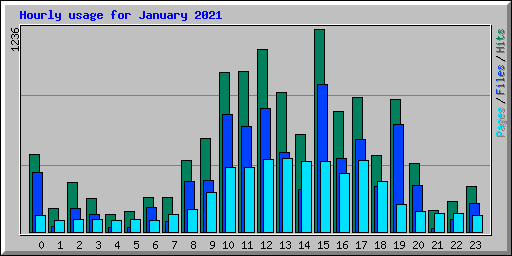 Hourly usage for January 2021
1236
Pages/Files/Hits
0 1 2 3 4 5 6 7 8 9 10 11 12 13 14 15 16 17 18 19 20 21 22 23